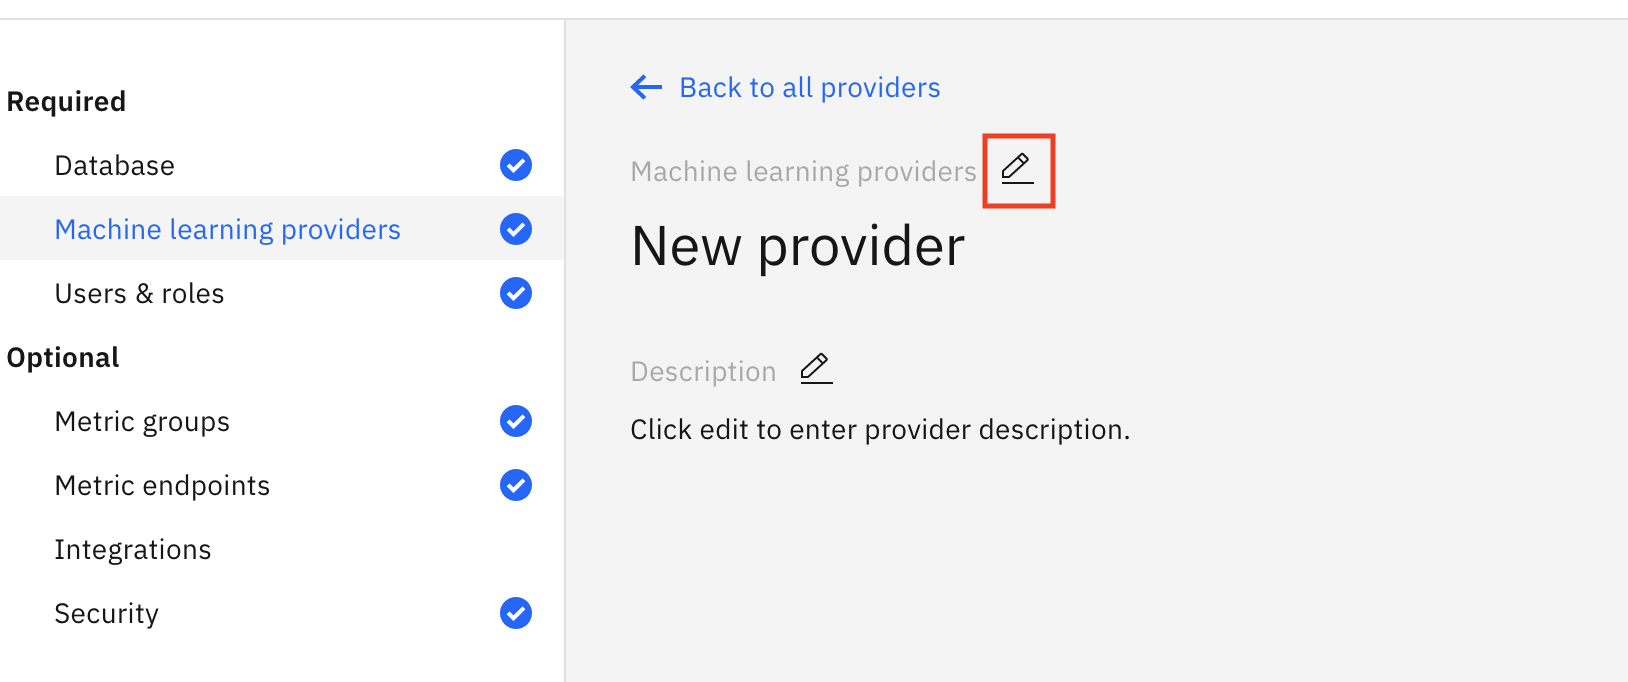 Required
Database
Machine learning providers
Users & roles
Optional
Metric groups
Metric endpoints
Integrations
Security
Back to all providers
Machine learning providers
New provider
Description
Click edit to enter provider description.